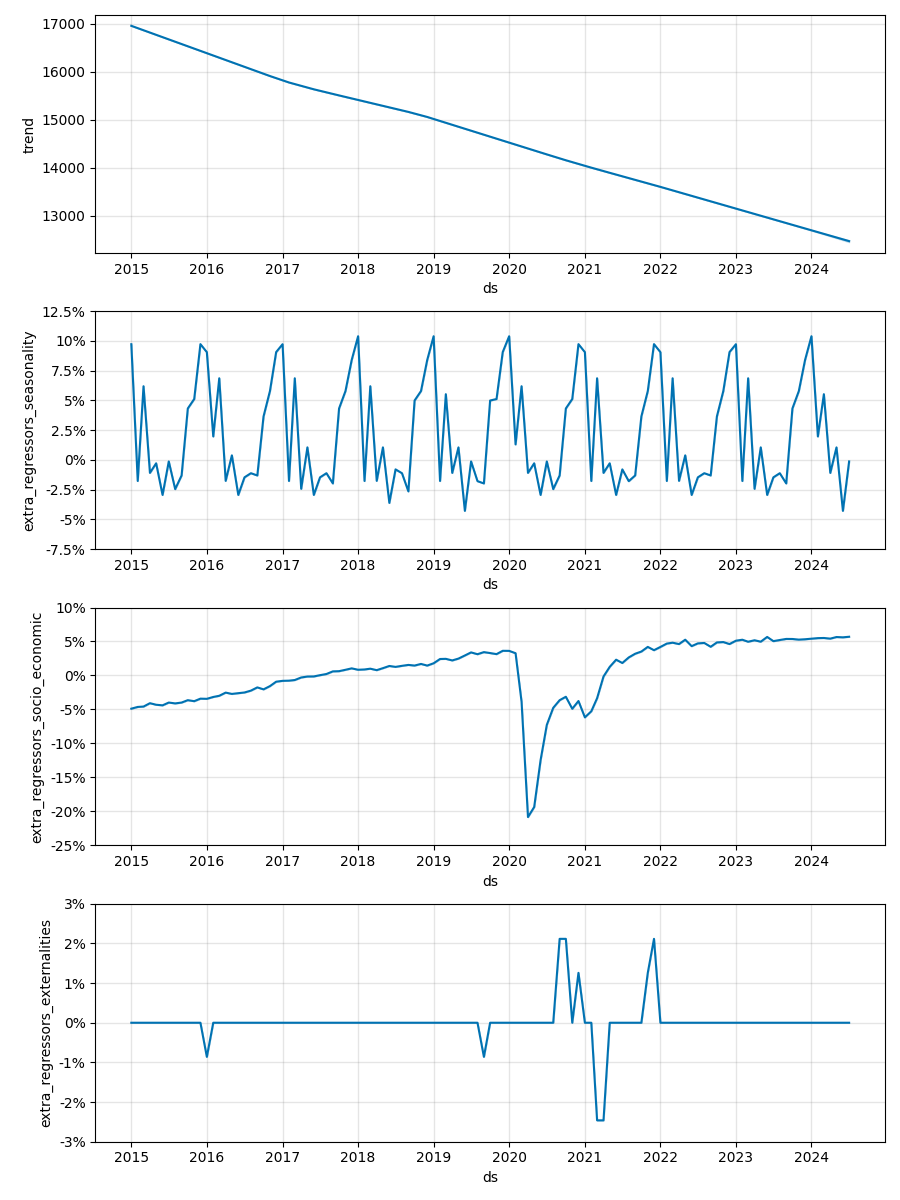 17000
16000
15000
14000
13000
trend
2015 2016 2017 2018 2019 2020 2021 2022 2023 2024
ds
12.5%
10%
7.5%
5%
2.5%
0%
-2.5%
-5%
-7.5%
extra_regressors_seasonality
2015 2016 2017 2018 2019 2020 2021 2022 2023 2024
ds
10%
5%
0%
-5%
-10%
-15%
-20%
-25%
extra_regressors_socio_economic
2015 2016 2017 2018 2019 2020 2021 2022 2023 2024
ds
3%
2%
1%
0%
-1%
-2%
-3%
extra_regressors_externalities
2015 2016 2017 2018 2019 2020 2021 2022 2023 2024
ds